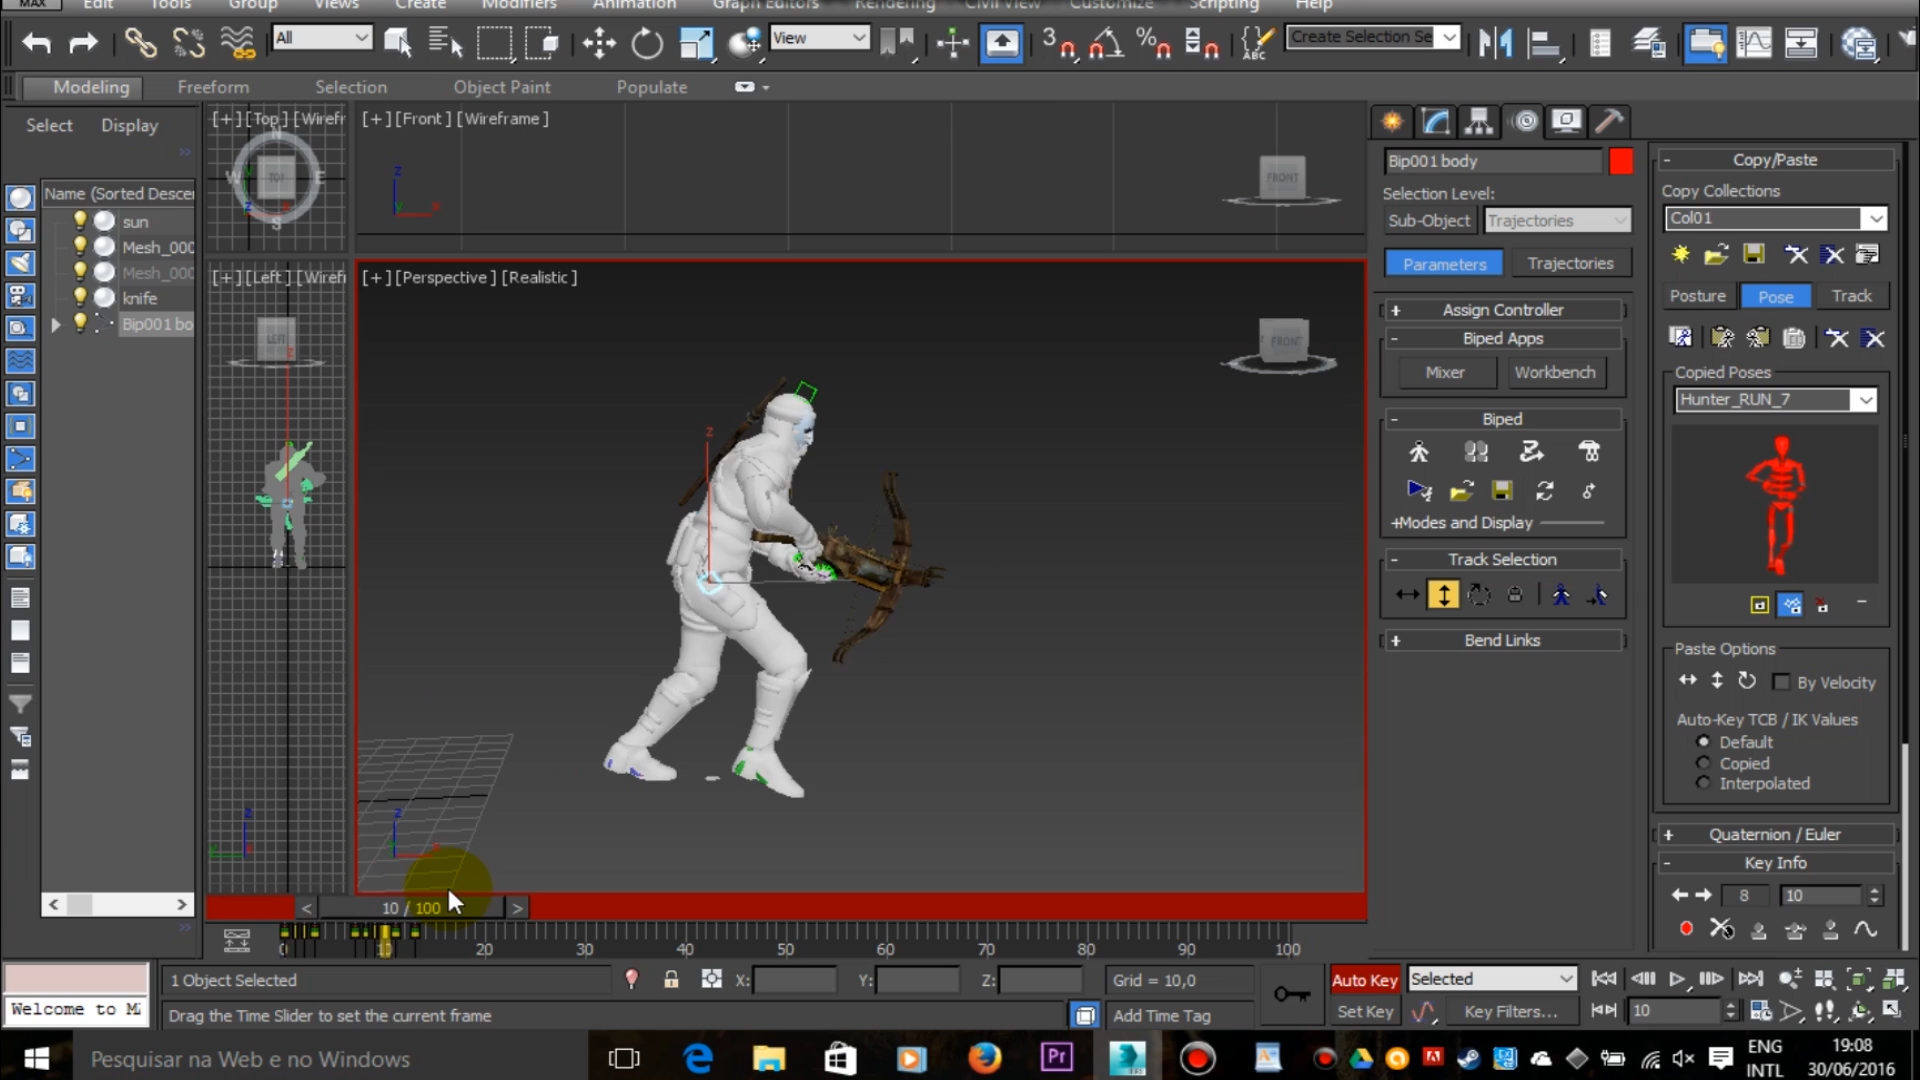 MAX Edit Tools Group Views Create Modifiers Animation Graph Editors Rendering Civil View Customize Scripting Help
All View 3 % ABC Create Selection Se
Modeling Freeform Selection Object Paint Populate
Select Display
Name (Sorted Descer
sun
Mesh_000
Mesh_000
knife
Bip001 bo
[+][Top][Wirefr
N
W TOP E
S
[+][Front][Wireframe]
FRONT
[+][Left][Wirefr
LEFT
[+][Perspective][Realistic]
FRONT
Bip001 body
Selection Level:
Sub-Object Trajectories
Parameters Trajectories
+ Assign Controller
- Biped Apps
Mixer Workbench
- Biped
+Modes and Display
- Track Selection
+ Bend Links
- Copy/Paste
Copy Collections
Col01
Posture Pose Track
Copied Poses
Hunter_RUN_7
Paste Options
By Velocity
Auto-Key TCB / IK Values
Default
Copied
Interpolated
+ Quaternion / Euler
- Key Info
8 10
< 10 / 100 >
0 10 20 30 40 50 60 70 80 90 100
1 Object Selected X: Y: Z: Grid = 10,0 Auto Key Selected
Welcome to M
Drag the Time Slider to set the current frame Add Time Tag Set Key Key Filters... 10
Pesquisar na Web e no Windows
Pr
ENG
INTL
19:08
30/06/2016